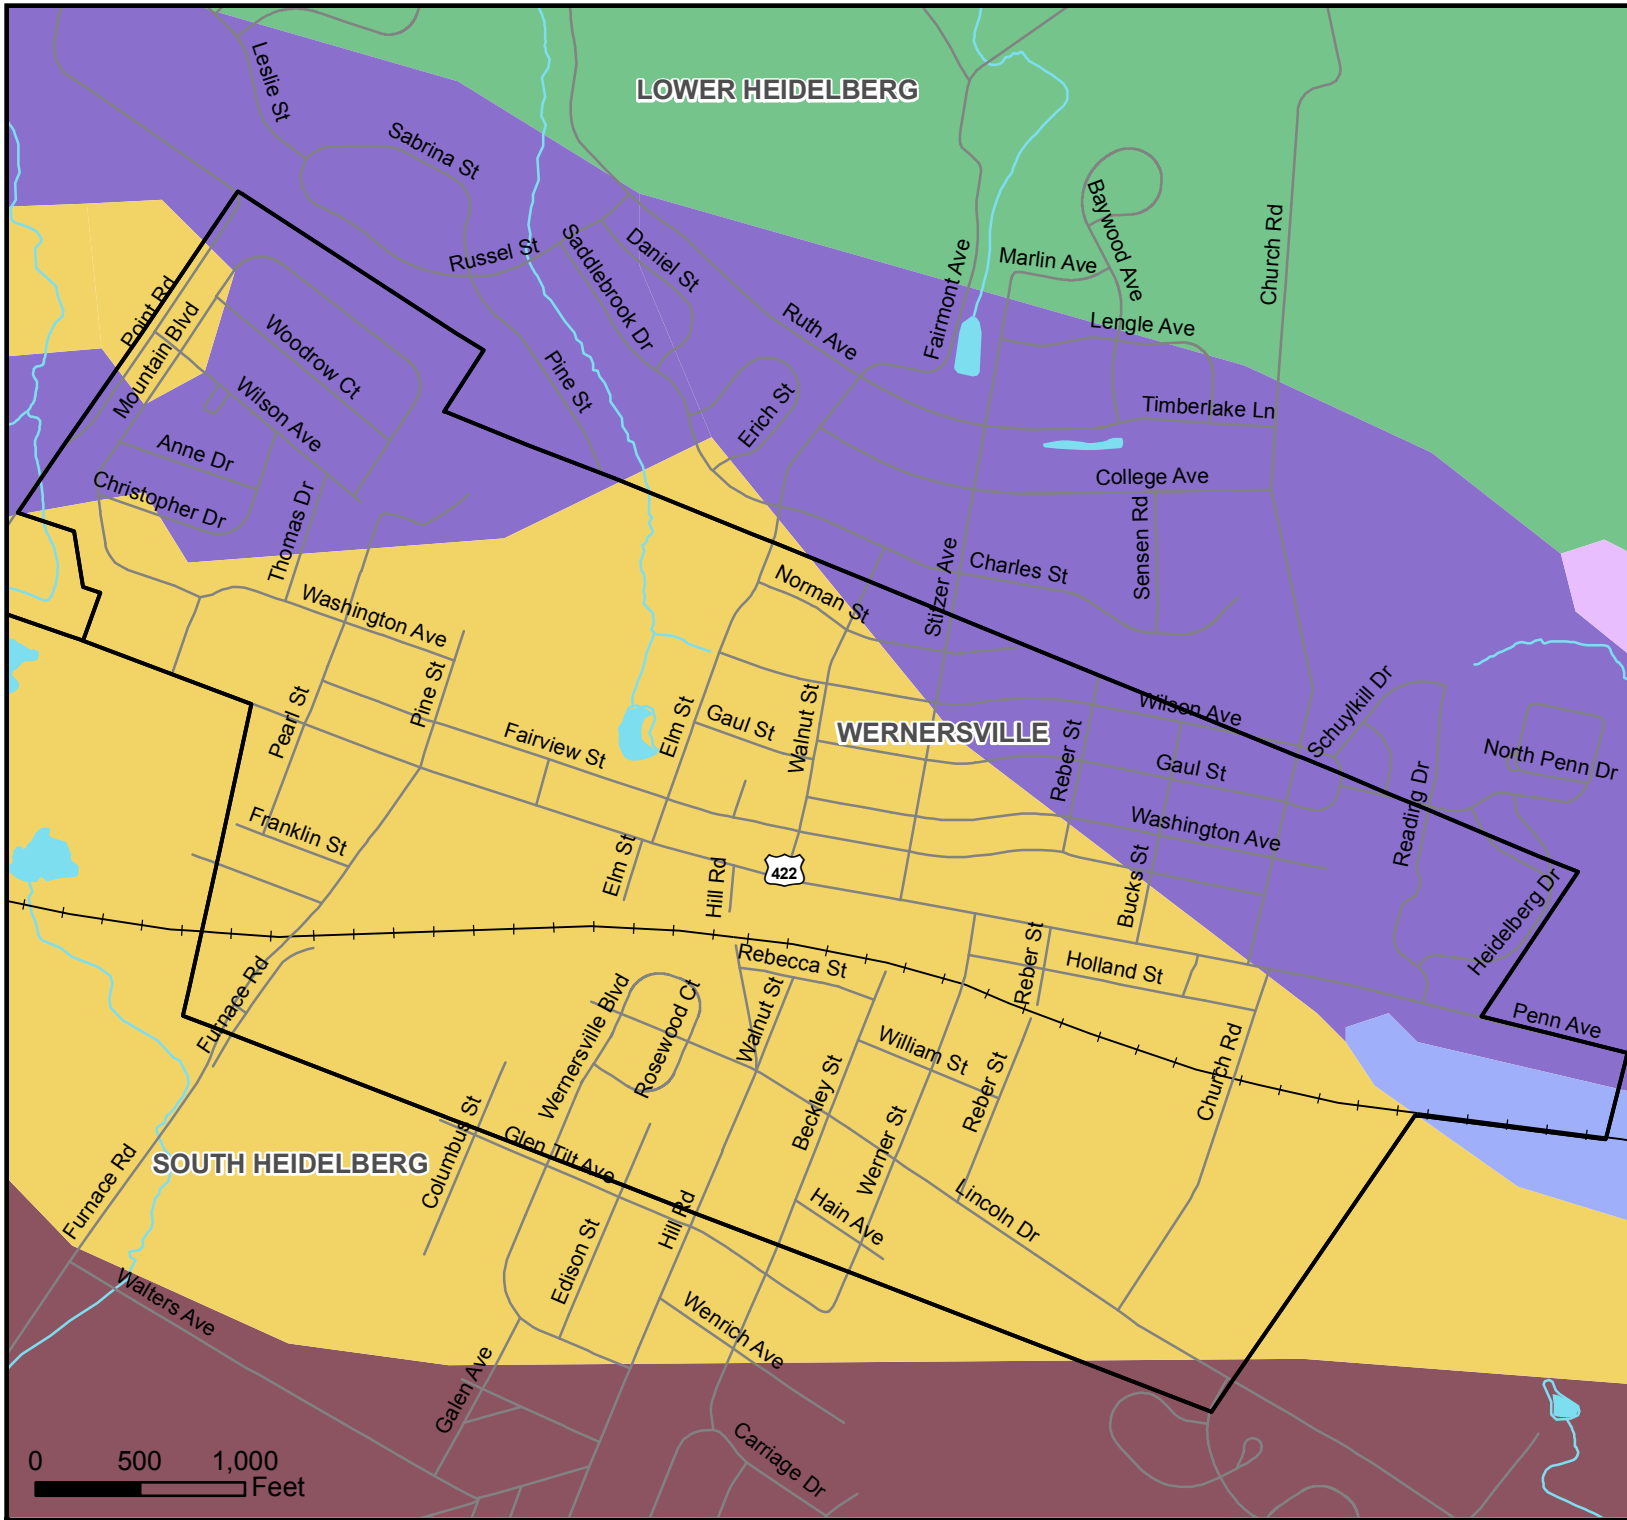 LOWER HEIDELBERG
Leslie St
Sabrina St
Russel St
Saddlebrook Dr
Daniel St
Ruth Ave
Fairmont Ave
Marlin Ave
Baywood Ave
Church Rd
Lengle Ave
Point Rd
Mountain Blvd
Woodrow Ct
Wilson Ave
Pine St
Erich St
Timberlake Ln
Anne Dr
Christopher Dr
Thomas Dr
College Ave
Sensen Rd
Stitzer Ave
Charles St
Norman St
Washington Ave
Pearl St
Pine St
Fairview St
Elm St
Gaul St
Walnut St
WERNERSVILLE
Wilson Ave
Reber St
Gaul St
Schuylkill Dr
North Penn Dr
Reading Dr
Washington Ave
Franklin St
Elm St
Hill Rd
422
Bucks St
Heidelberg Dr
Rebecca St
Reber St
Holland St
Penn Ave
Furnace Rd
Wernersville Blvd
Rosewood Ct
Walnut St
William St
Beckley St
Reber St
Church Rd
Columbus St
Glen Tilt Ave
Werner St
SOUTH HEIDELBERG
Furnace Rd
Hain Ave
Lincoln Dr
Hill Rd
Edison St
Walters Ave
Wenrich Ave
Galen Ave
Carriage Dr
0 500 1,000
Feet